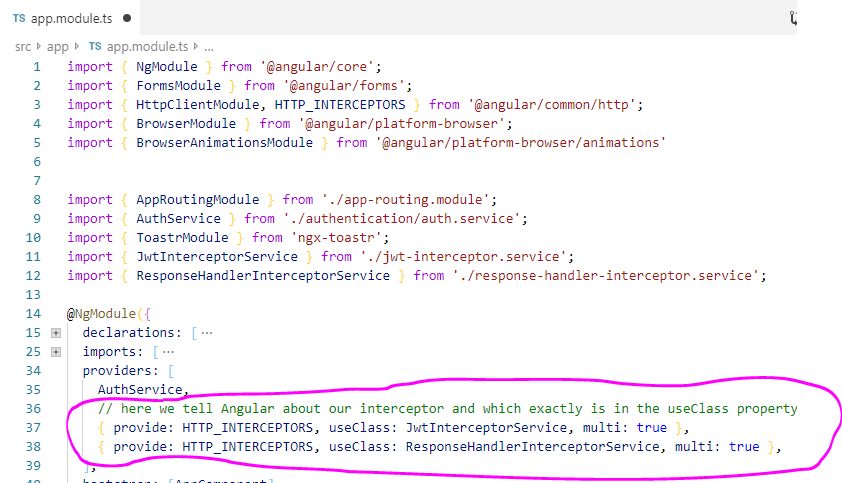 TS app.module.ts ●
src > app > TS app.module.ts > ...
1 import { NgModule } from '@angular/core';
2 import { FormsModule } from '@angular/forms';
3 import { HttpClientModule, HTTP_INTERCEPTORS } from '@angular/common/http';
4 import { BrowserModule } from '@angular/platform-browser';
5 import { BrowserAnimationsModule } from '@angular/platform-browser/animations'
6
7
8 import { AppRoutingModule } from './app-routing.module';
9 import { AuthService } from './authentication/auth.service';
10 import { ToastrModule } from 'ngx-toastr';
11 import { JwtInterceptorService } from './jwt-interceptor.service';
12 import { ResponseHandlerInterceptorService } from './response-handler-interceptor.service';
13
14 @NgModule({
15 declarations: [ ...
25 imports: [ ...
34 providers: [
35 AuthService,
36 // here we tell Angular about our interceptor and which exactly is in the useClass property
37 { provide: HTTP_INTERCEPTORS, useClass: JwtInterceptorService, multi: true },
38 { provide: HTTP_INTERCEPTORS, useClass: ResponseHandlerInterceptorService, multi: true },
39 ],
40 bootstrap: [AppComponent]